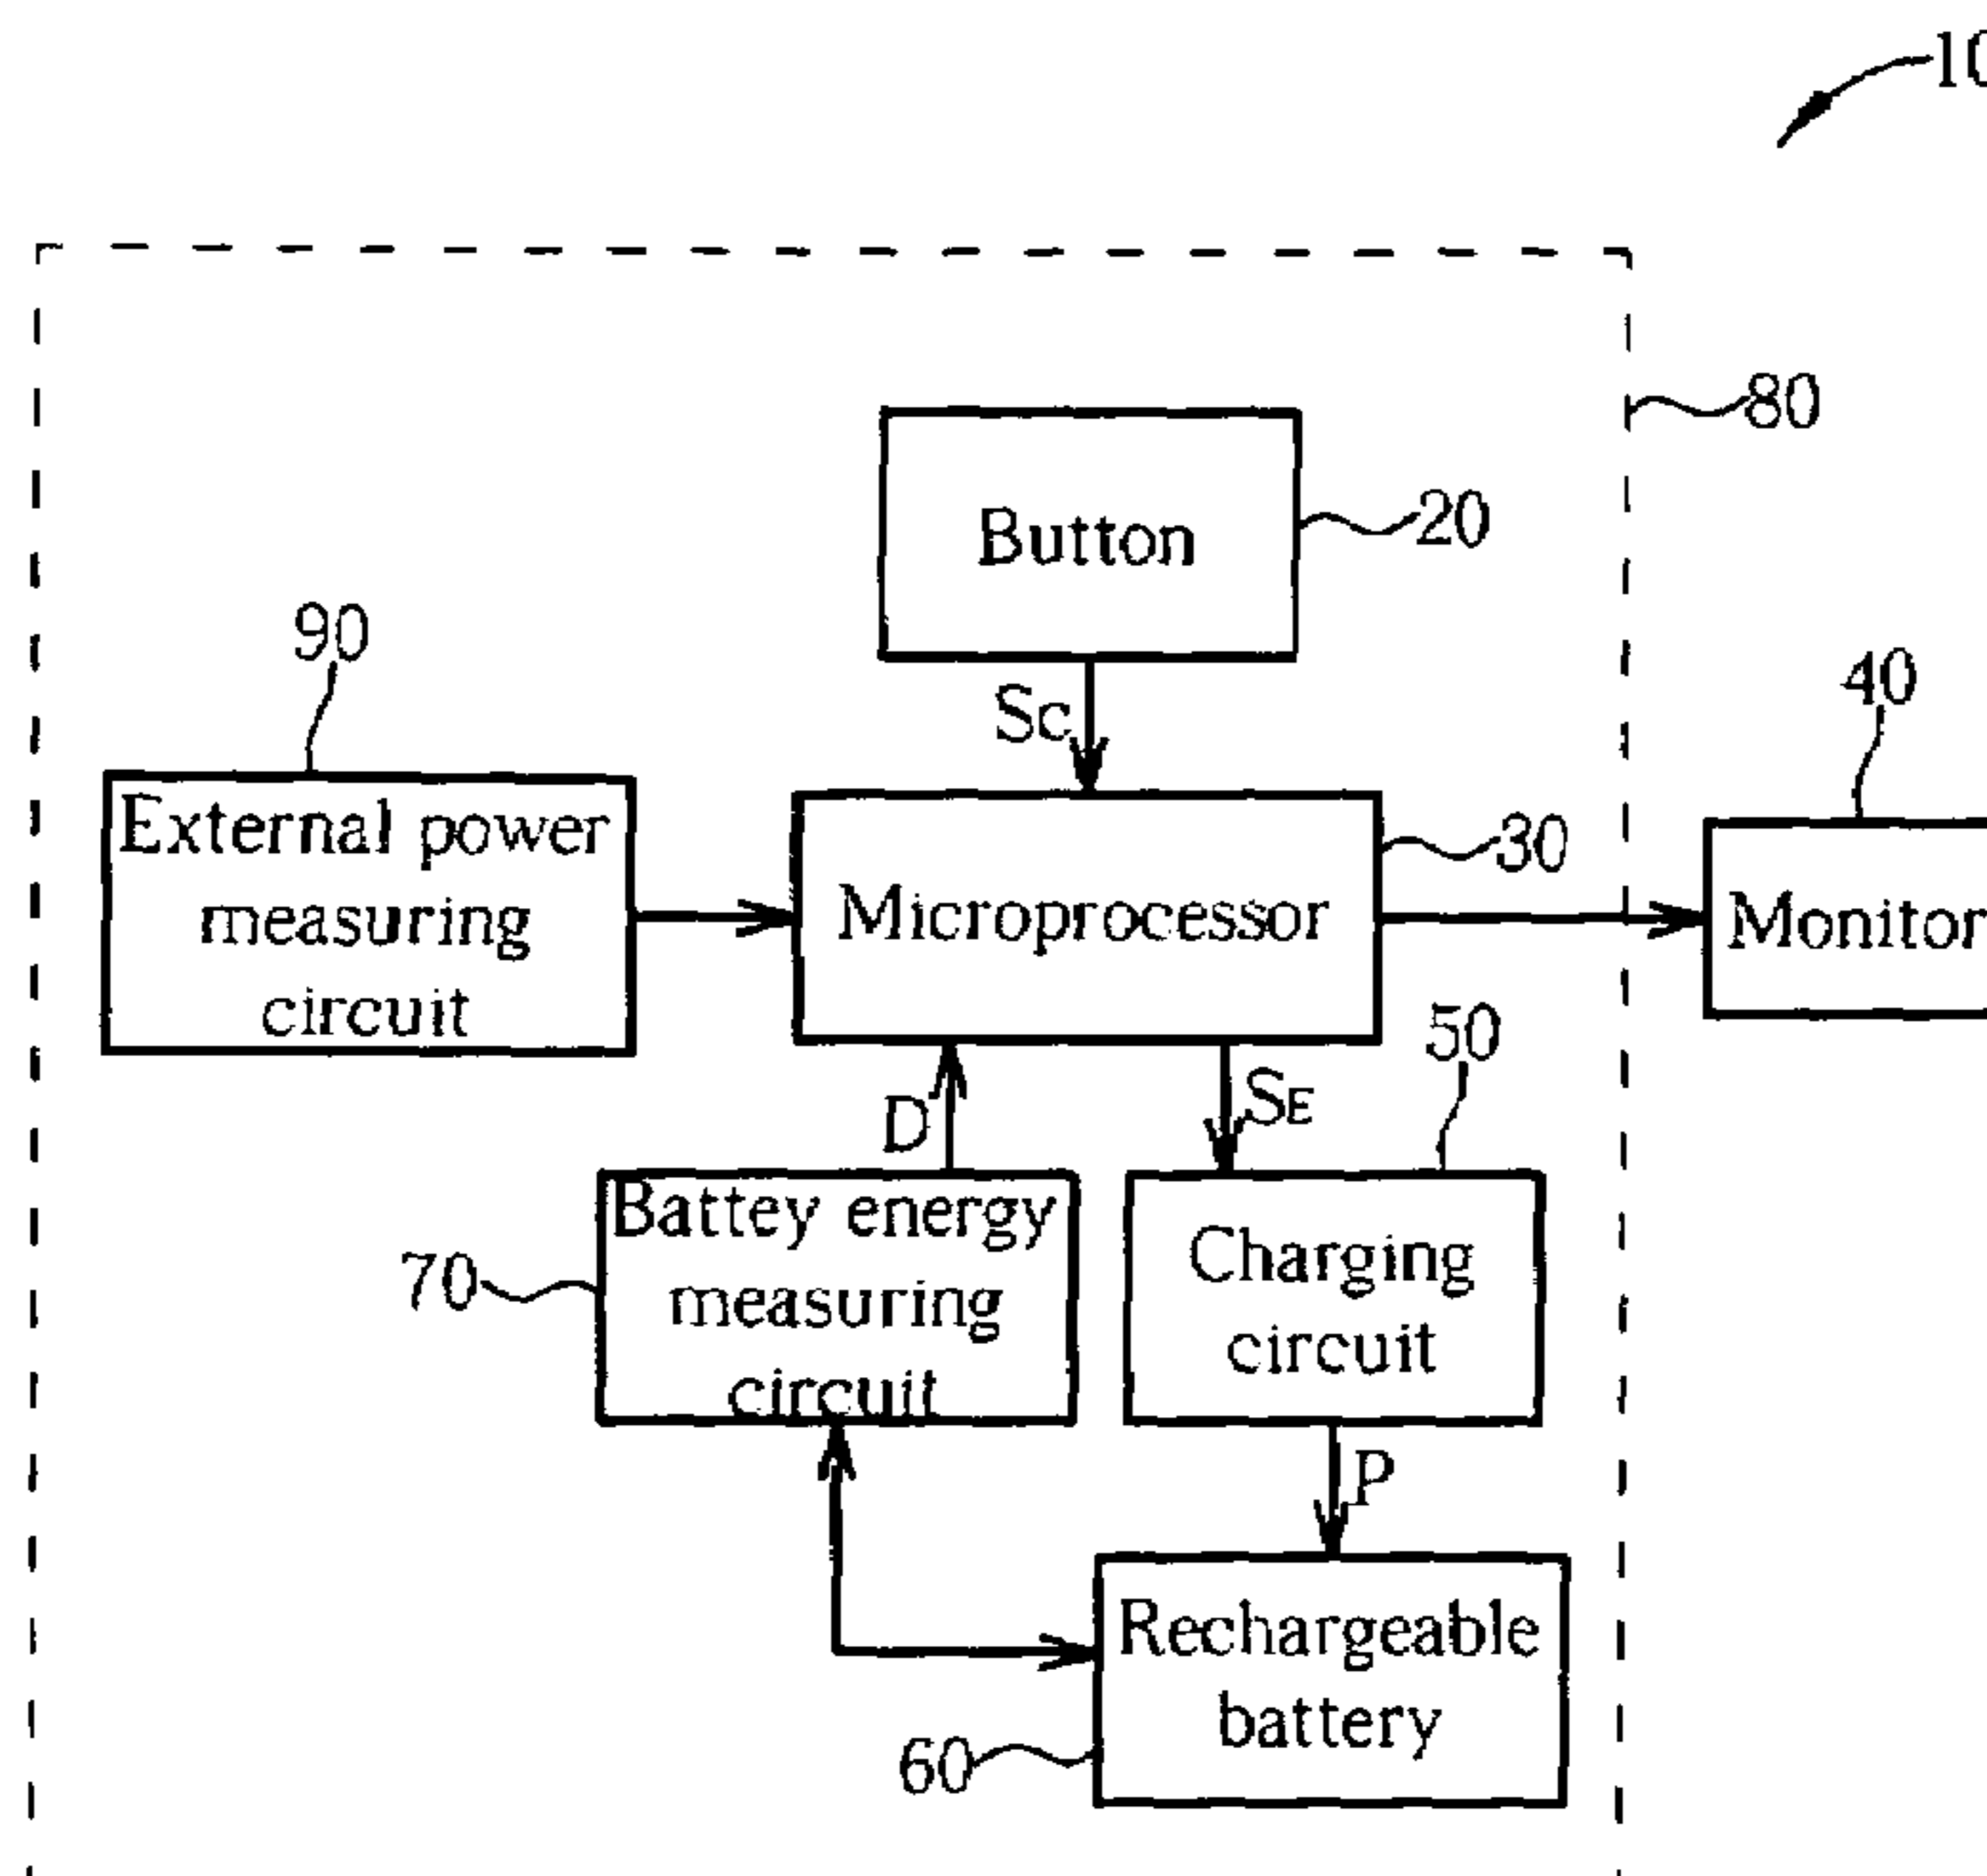 10
80
Button
20
90
Sc
40
External power
measuring
circuit
Microprocessor
30
Monitor
50
D
SE
Battey energy
measuring
circuit
70
Charging
circuit
P
Rechargeable
battery
60